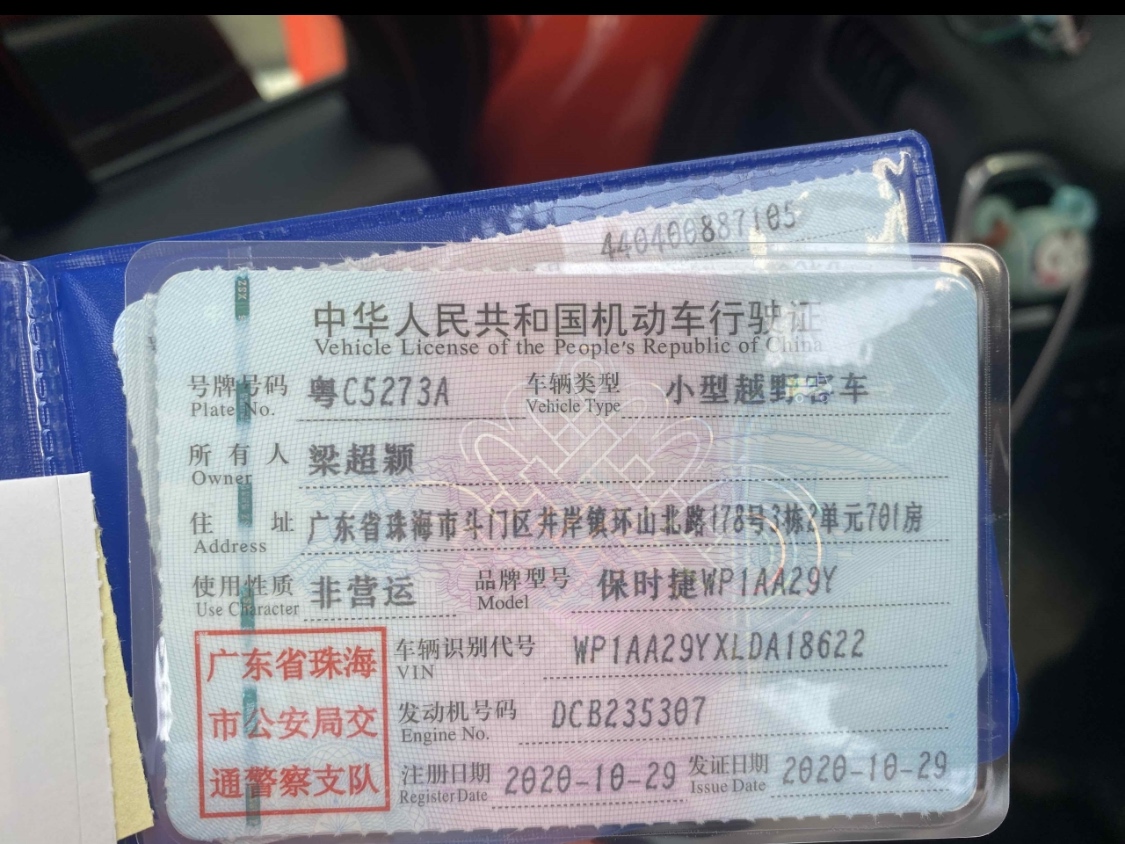 440400887105
中华人民共和国机动车行驶证
Vehicle License of the People's Republic of China
号牌号码 粤C5273A 车辆类型 小型越野客车
Plate No. Vehicle Type
所有人 梁超颖
Owner
住址 广东省珠海市斗门区井岸镇环山北路178号3栋2单元701房
Address
使用性质 非营运 品牌型号 保时捷WP1AA29Y
Use Character Model
广东省珠海
市公安局交
通警察支队
车辆识别代号 WP1AA29YXLDA18622
VIN
发动机号码 DCB235307
Engine No.
注册日期 2020-10-29 发证日期 2020-10-29
Register Date Issue Date